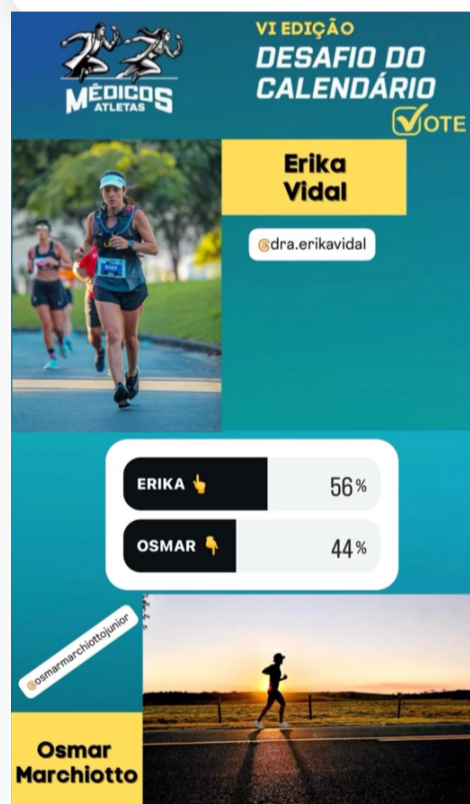 VI EDIÇÃO
DESAFIO DO
CALENDÁRIO
MÉDICOS
ATLETAS
VOTE
Erika
Vidal
@dra.erikavidal
ERIKA 👆 56%
OSMAR 👇 44%
@osmarmarchiottojunior
Osmar
Marchiotto